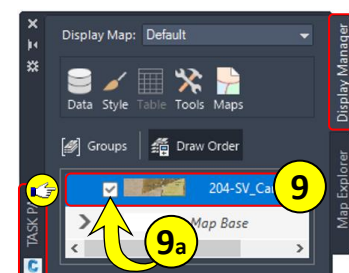 Display Map: Default
Data Style Table Tools Maps
Groups Draw Order
204-SV_Ca
9
Map Base
9a
TASK P
Display Manager
Map Explorer